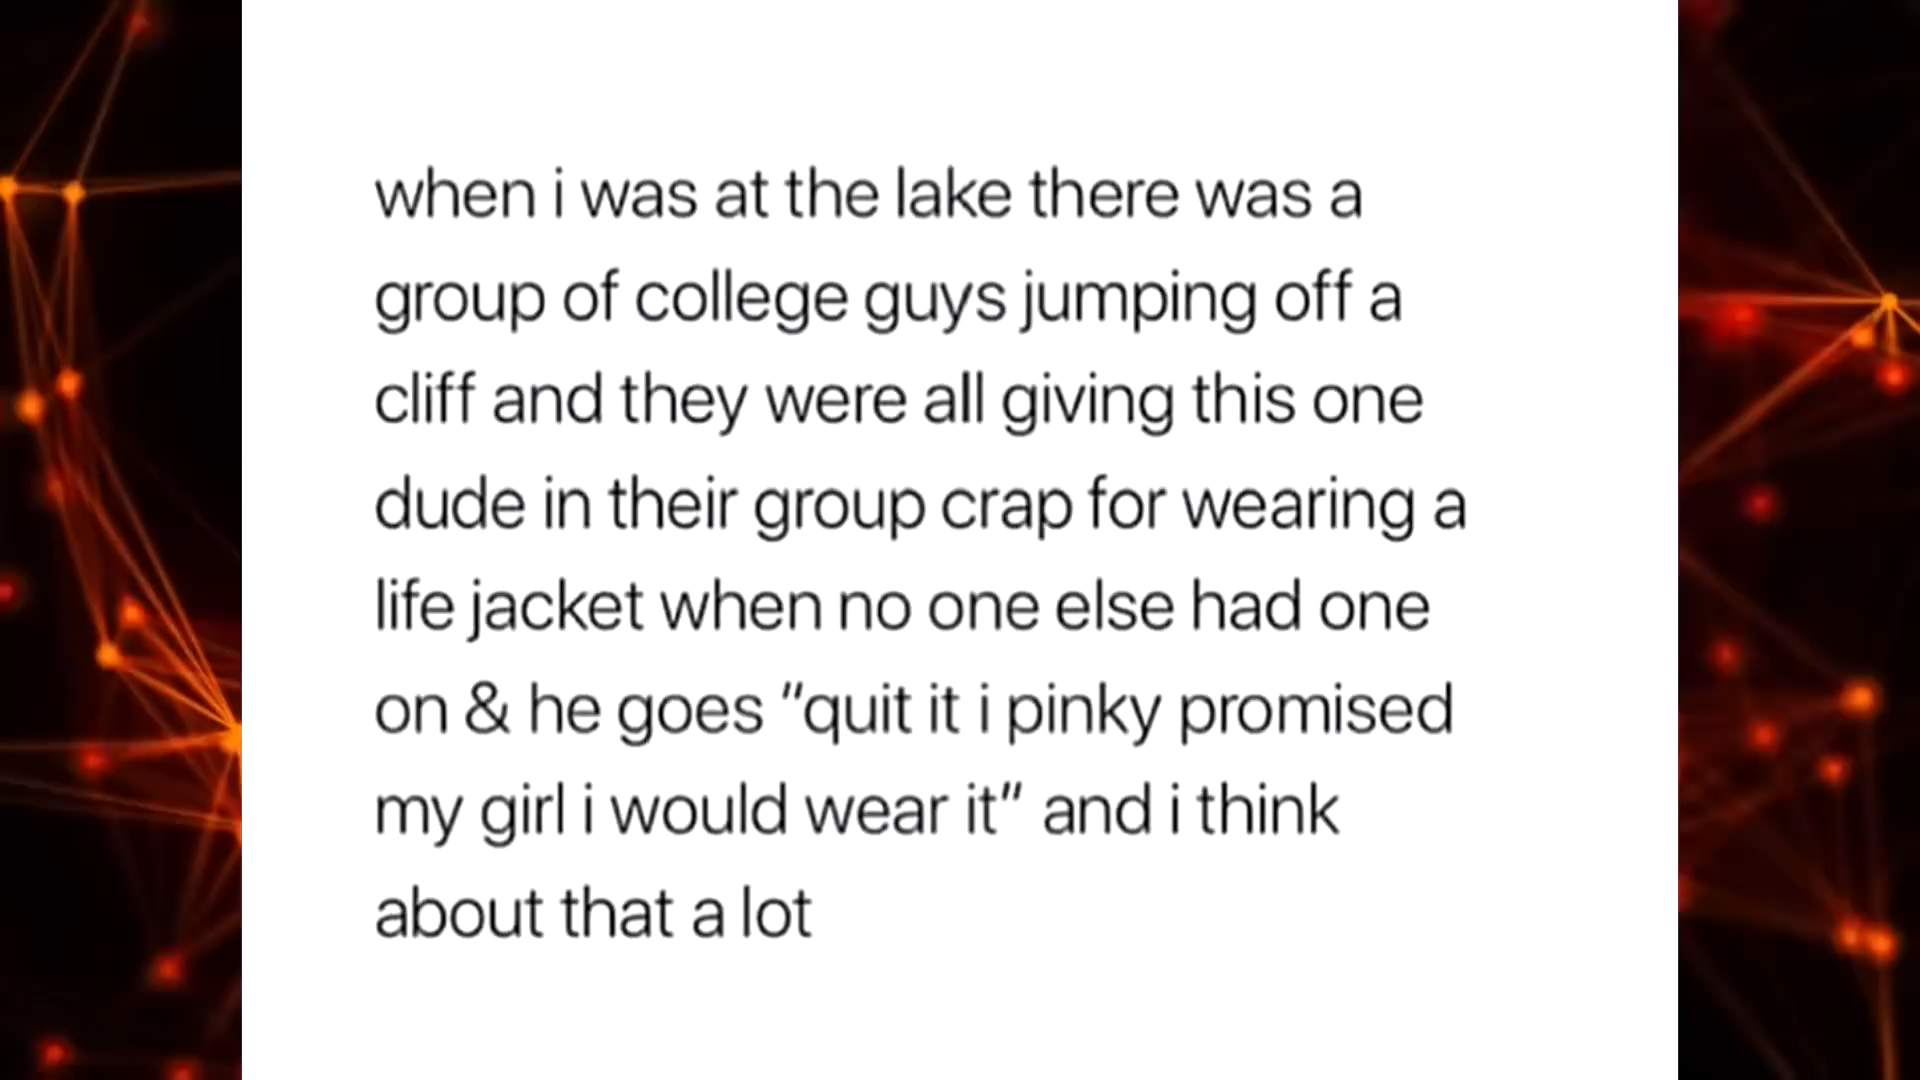 when i was at the lake there was a
group of college guys jumping off a
cliff and they were all giving this one
dude in their group crap for wearing a
life jacket when no one else had one
on & he goes "quit it i pinky promised
my girl i would wear it" and i think
about that a lot